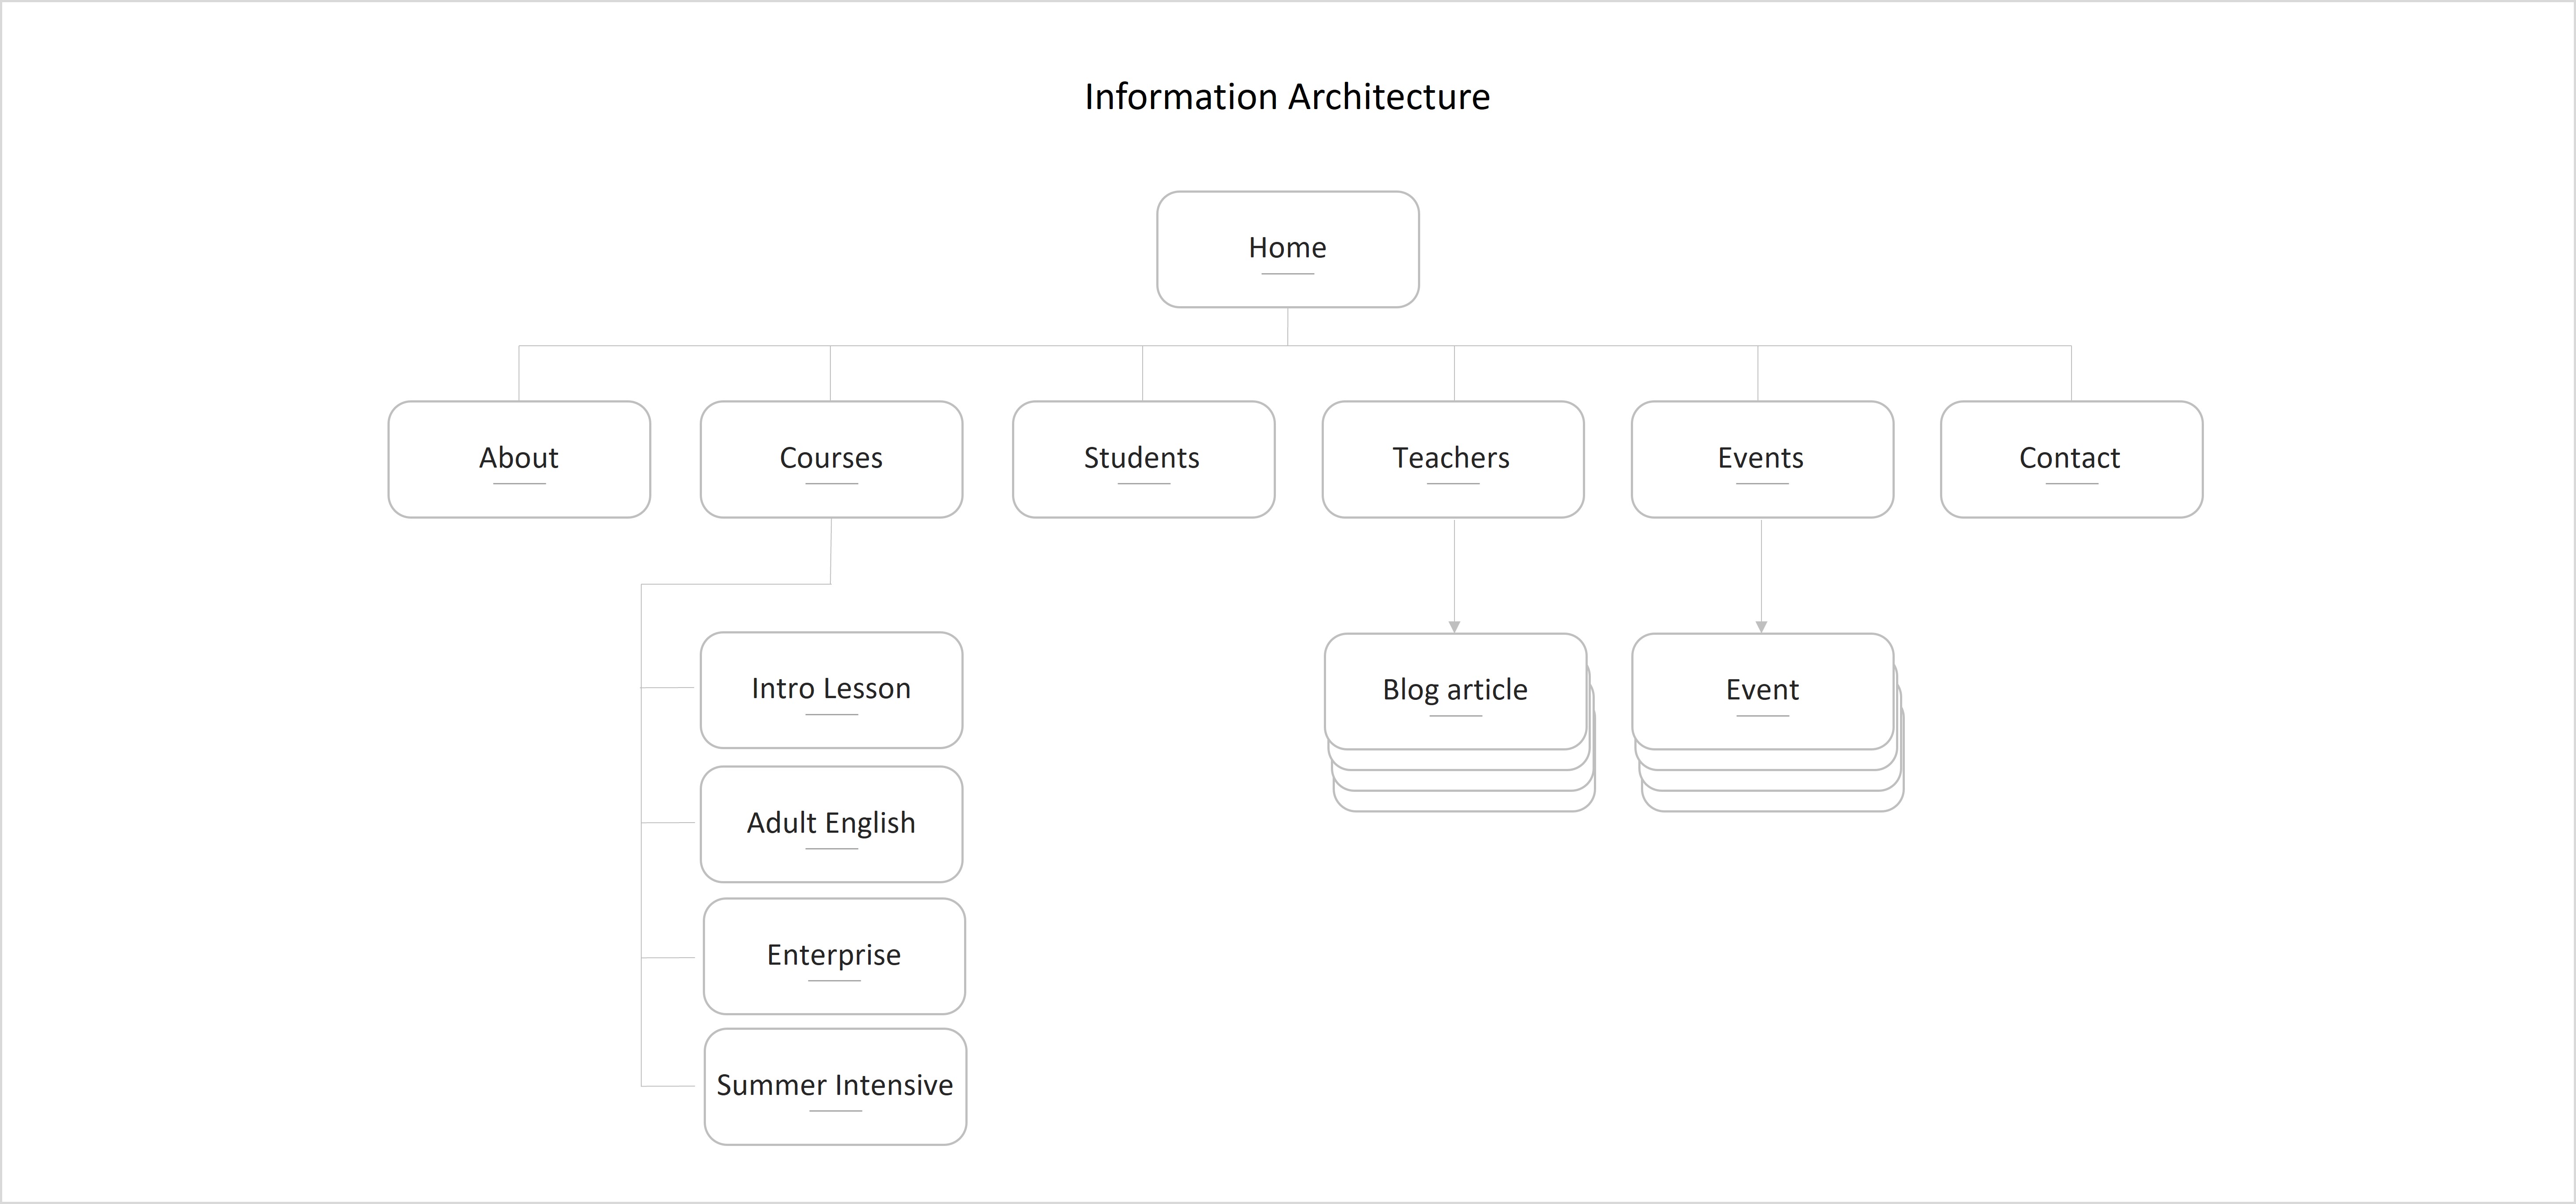 Information Architecture
Home
About
Courses
Students
Teachers
Events
Contact
Intro Lesson
Adult English
Enterprise
Summer Intensive
Blog article
Event